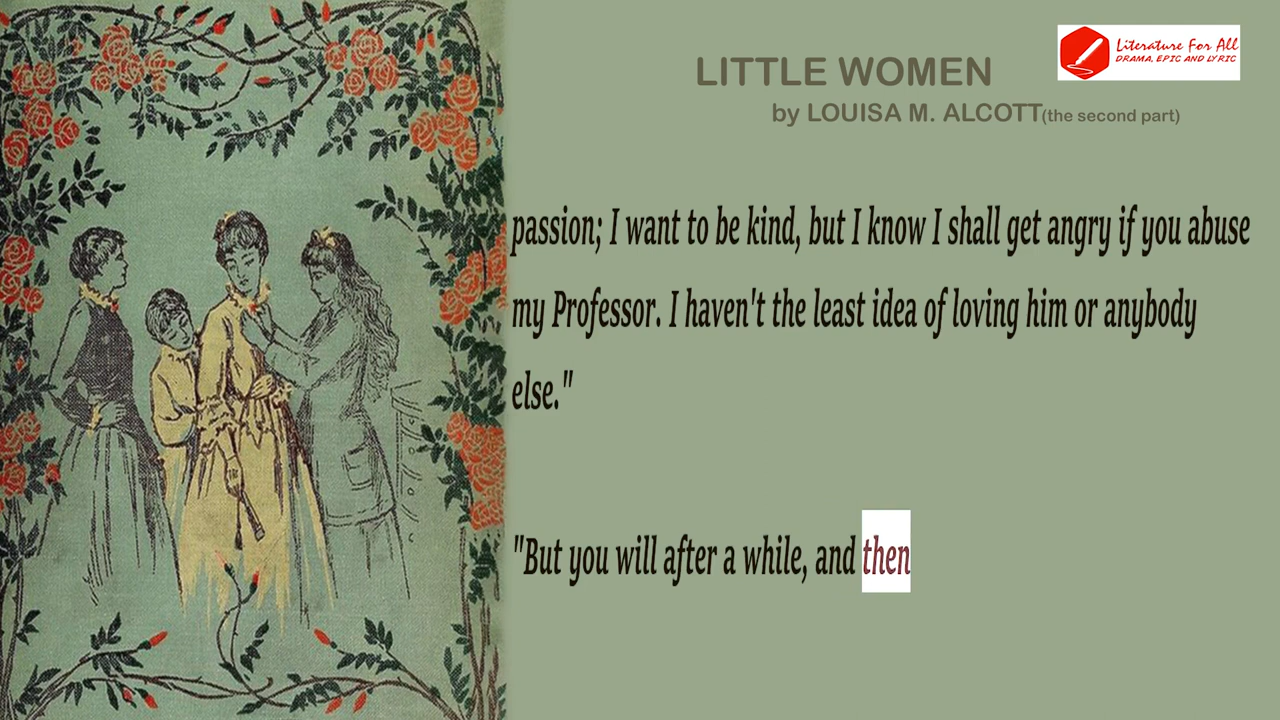 Literature For All
DRAMA, EPIC AND LYRIC
LITTLE WOMEN
by LOUISA M. ALCOTT(the second part)
passion; I want to be kind, but I know I shall get angry if you abuse
my Professor. I haven't the least idea of loving him or anybody
else."
"But you will after a while, and then